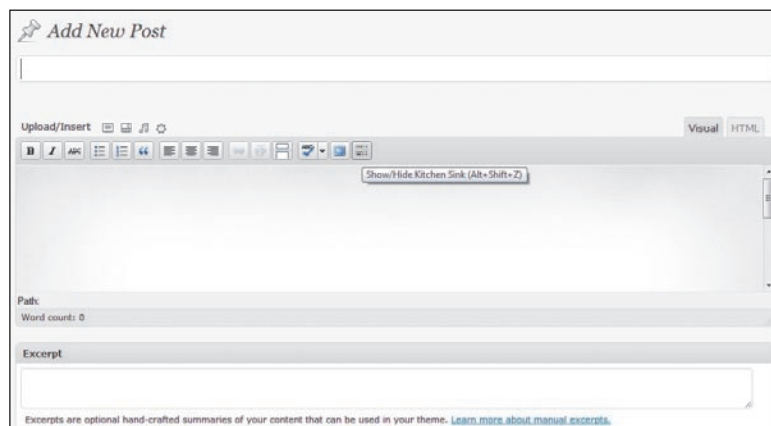 Add New Post
Upload/Insert
Visual HTML
B I ABC
Show/Hide Kitchen Sink (Alt+Shift+Z)
Path:
Word count: 0
Excerpt
Excerpts are optional hand-crafted summaries of your content that can be used in your theme. Learn more about manual excerpts.